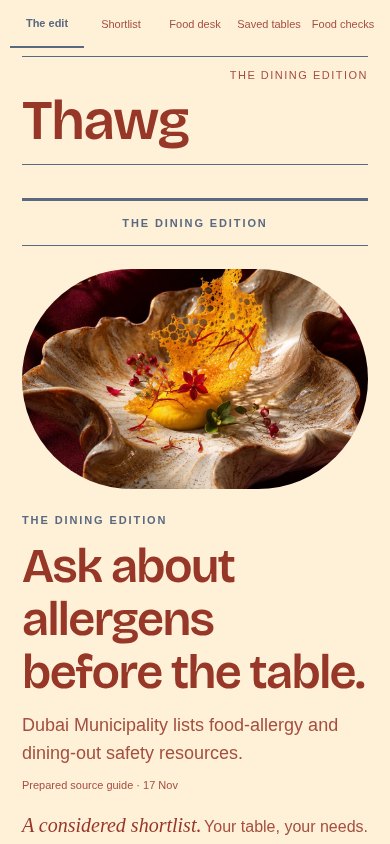 The edit Shortlist Food desk Saved tables Food checks
THE DINING EDITION
Thawg
THE DINING EDITION
THE DINING EDITION
Ask about
allergens
before the table.
Dubai Municipality lists food-allergy and
dining-out safety resources.
Prepared source guide · 17 Nov
A considered shortlist. Your table, your needs.